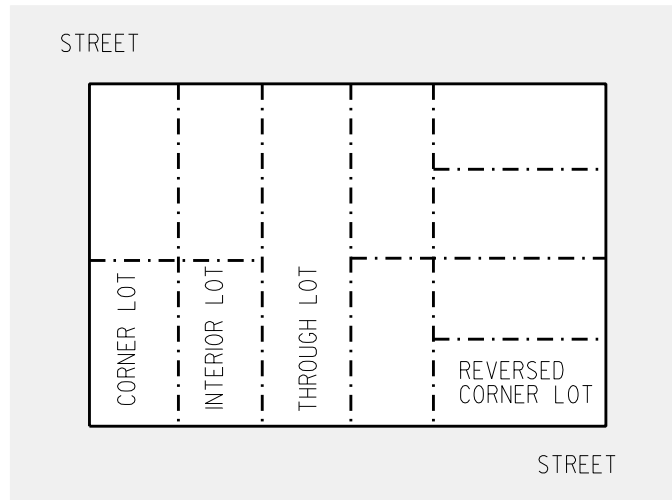 STREET
CORNER LOT
INTERIOR LOT
THROUGH LOT
REVERSED
CORNER LOT
STREET